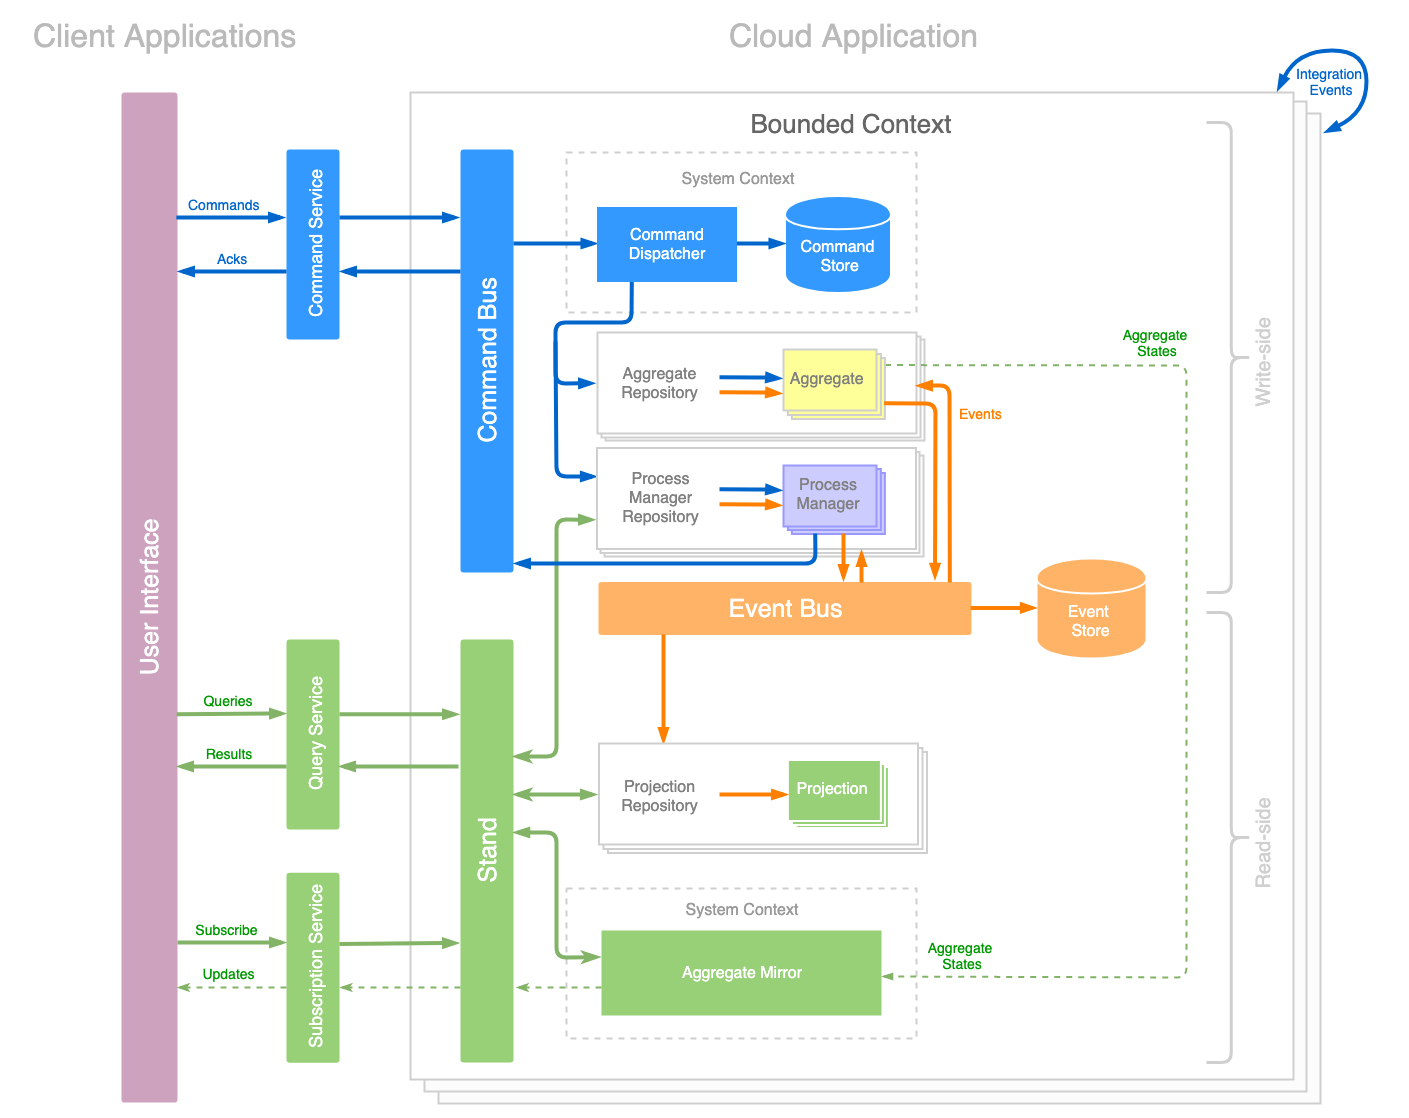 Client Applications
Cloud Application
Integration
Events
Bounded Context
System Context
Commands
Acks
Command Service
Command Bus
Command
Dispatcher
Command
Store
Aggregate
States
Aggregate
Repository
Aggregate
Events
Write-side
Process
Manager
Repository
Process
Manager
User Interface
Event Bus
Event
Store
Queries
Results
Query Service
Stand
Projection
Repository
Projection
Read-side
System Context
Subscribe
Updates
Subscription Service
Aggregate Mirror
Aggregate
States